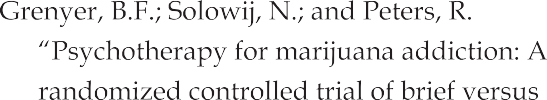 Grenyer, B.F.; Solowij, N.; and Peters, R.
“Psychotherapy for marijuana addiction: A
randomized controlled trial of brief versus